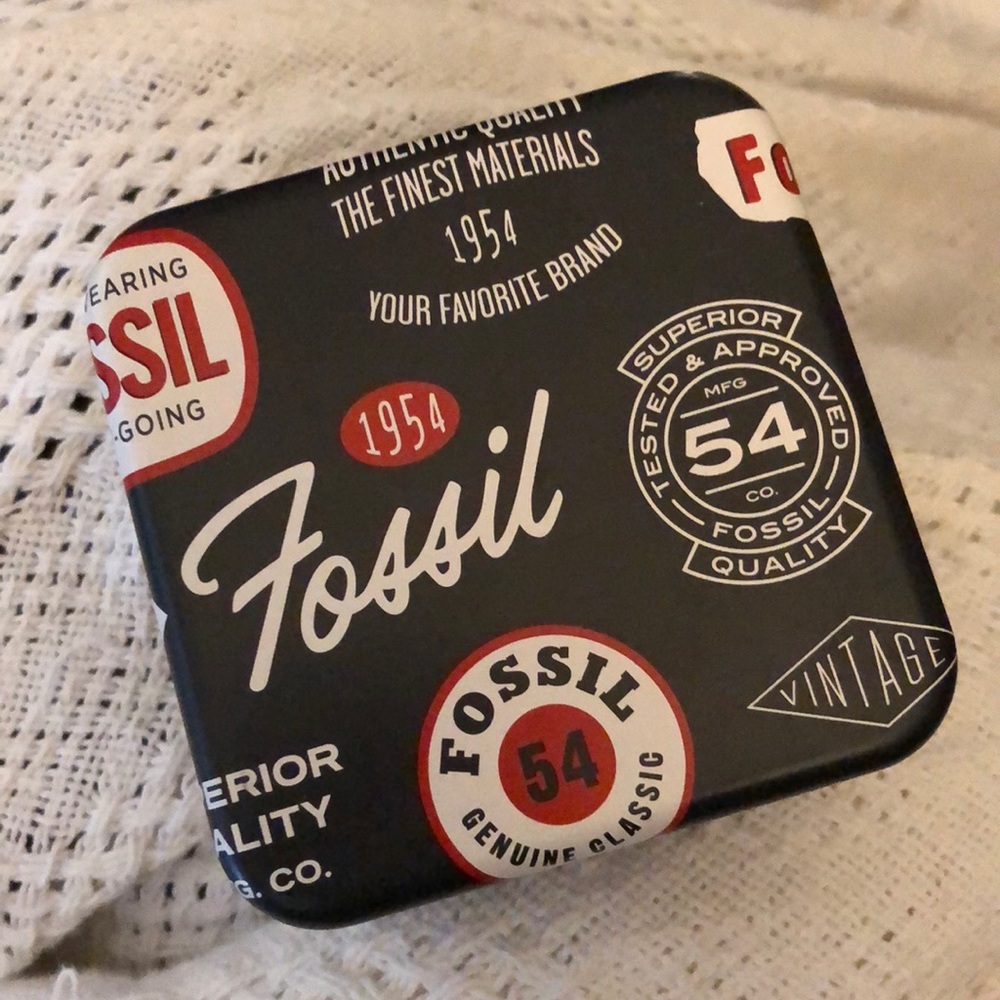 AUTHENTIC QUALITY
THE FINEST MATERIALS
1954
YOUR FAVORITE BRAND
Fo
EARING
SSIL
-GOING
1954
Fossil
SUPERIOR
TESTED & APPROVED
MFG
54
CO.
FOSSIL
QUALITY
VINTAGE
FOSSIL
54
GENUINE CLASSIC
ERIOR
ALITY
G. CO.